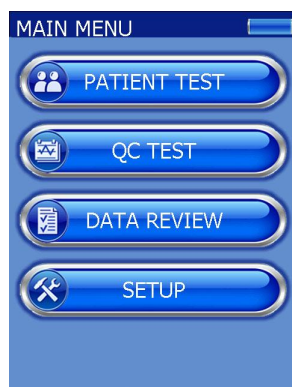 MAIN MENU
PATIENT TEST
QC TEST
DATA REVIEW
SETUP